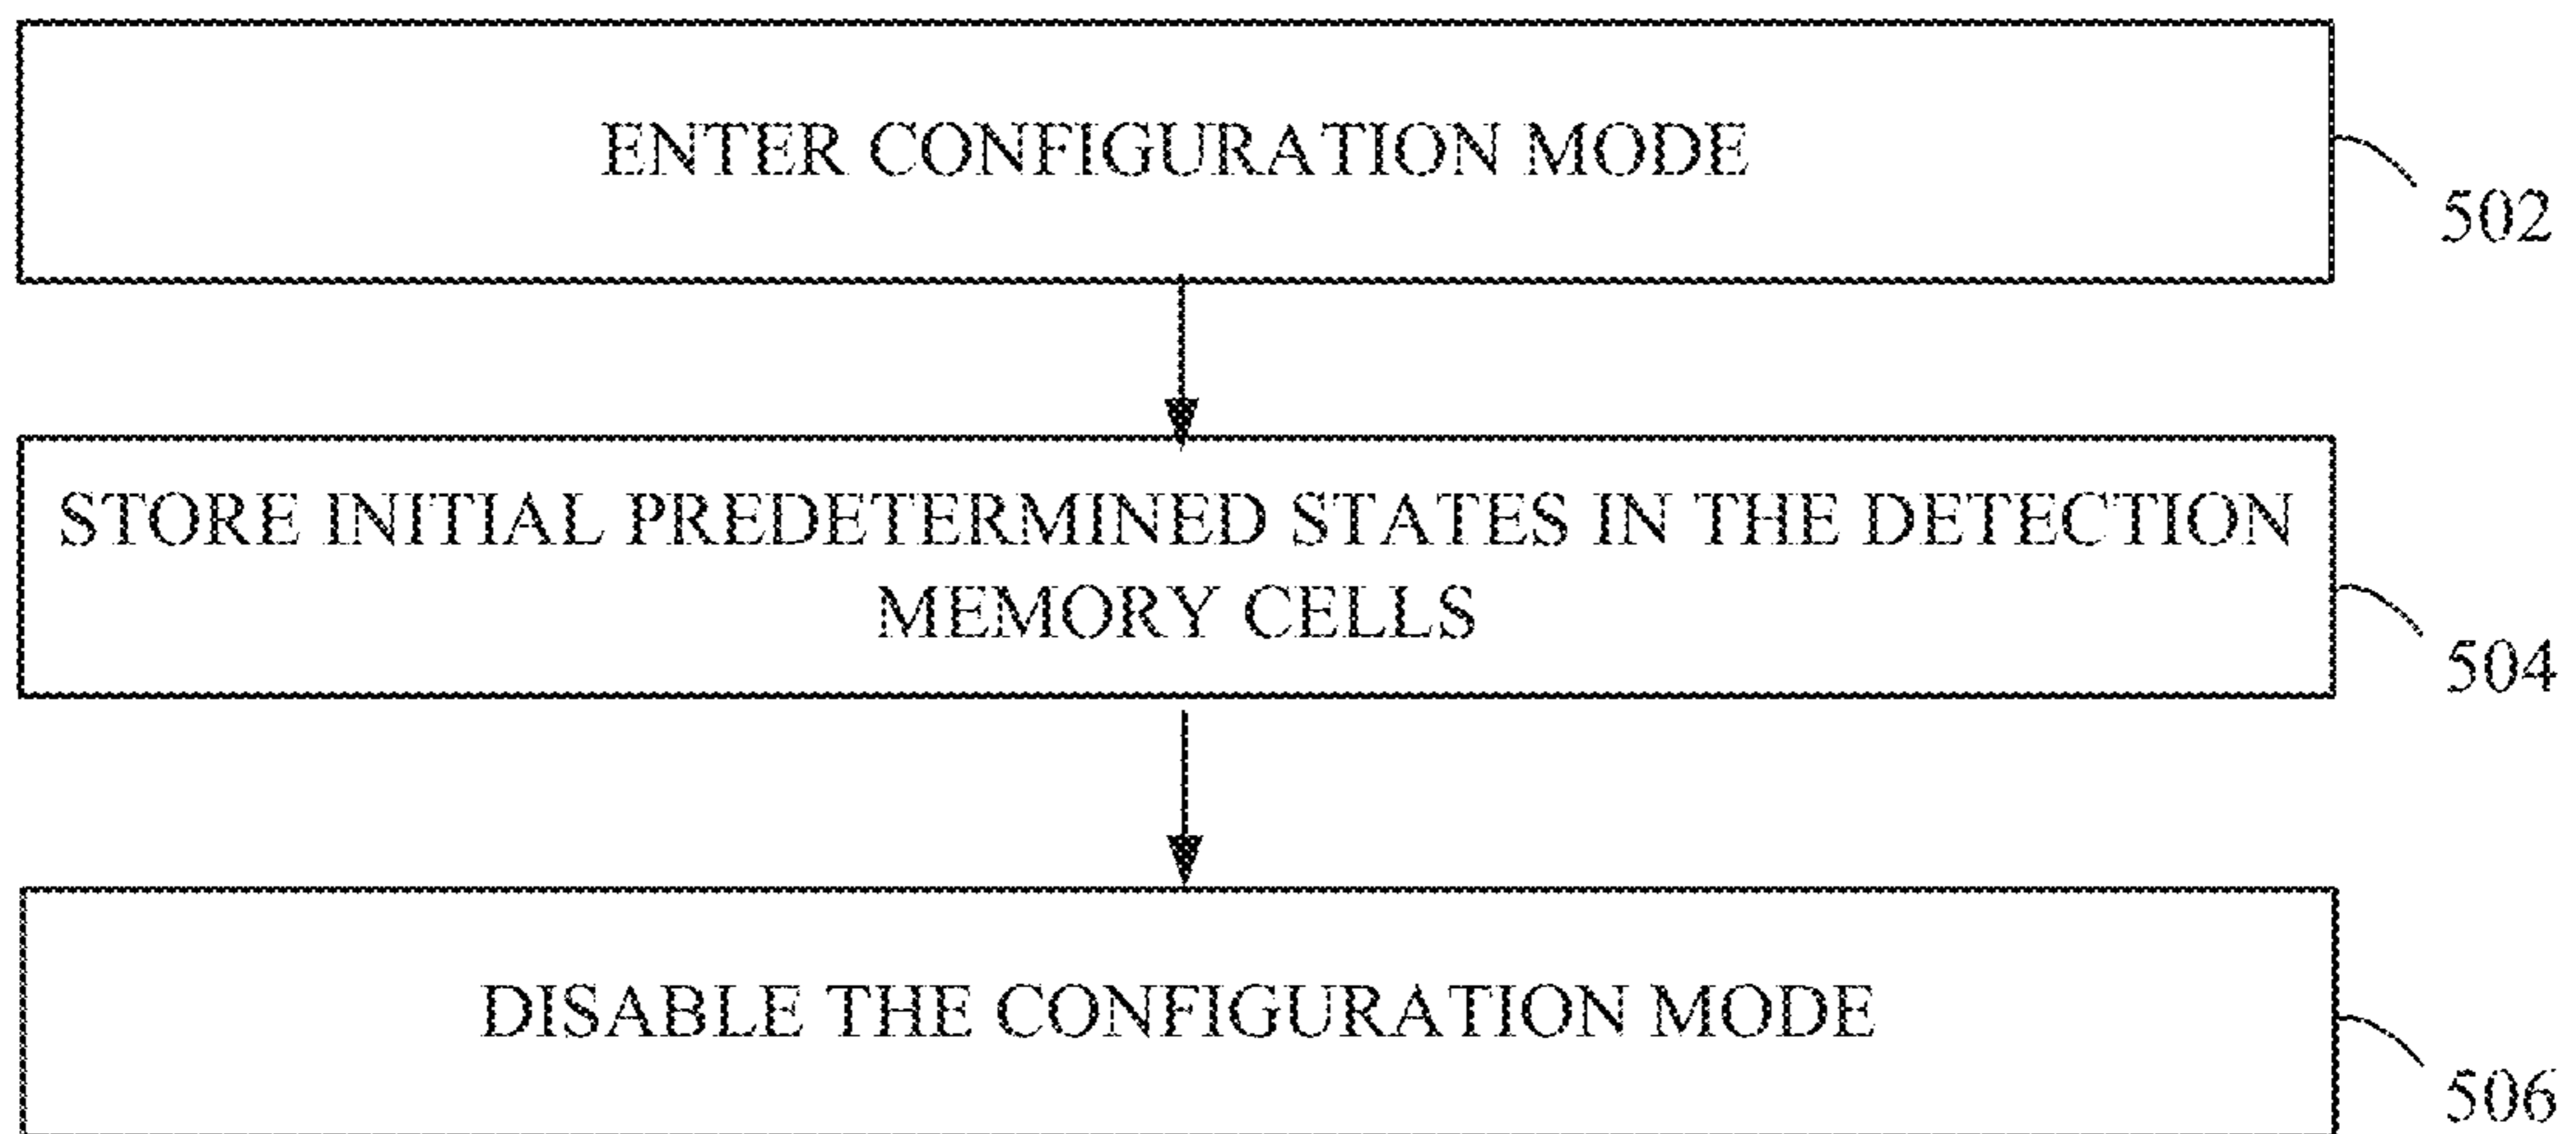 ENTER CONFIGURATION MODE
502
STORE INITIAL PREDETERMINED STATES IN THE DETECTION
MEMORY CELLS
504
DISABLE THE CONFIGURATION MODE
506